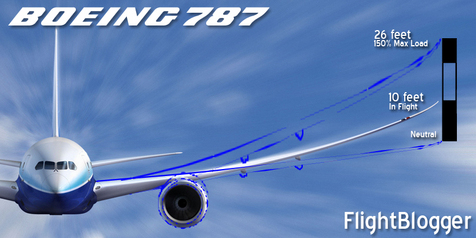 BOEING 787
26 feet
150% Max Load
10 feet
In Flight
Neutral
FlightBlogger